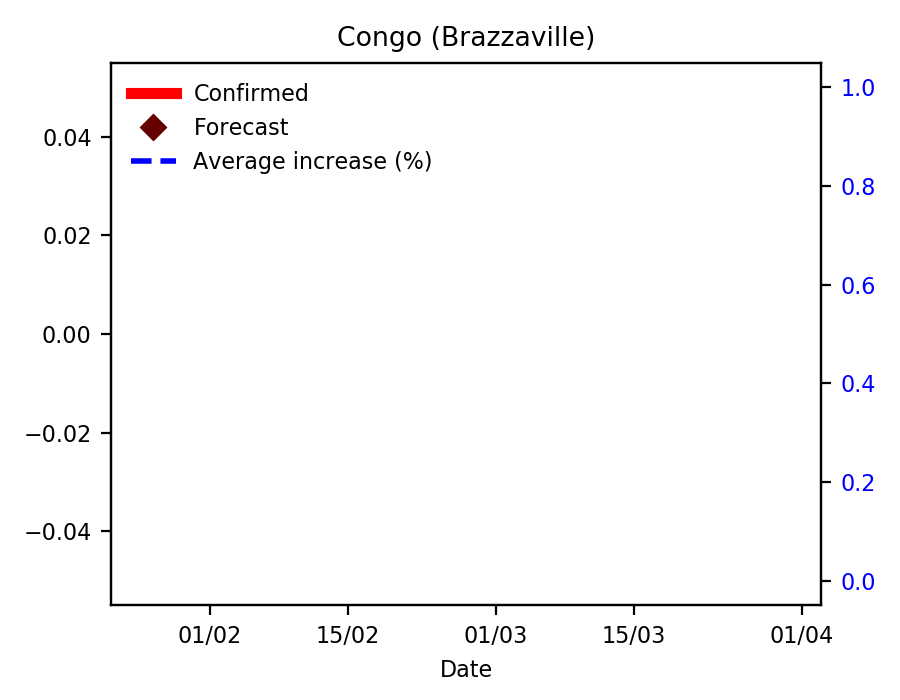 Congo (Brazzaville)
Confirmed
Forecast
Average increase (%)
0.04
0.02
0.00
−0.02
−0.04
1.0
0.8
0.6
0.4
0.2
0.0
01/02 15/02 01/03 15/03 01/04
Date